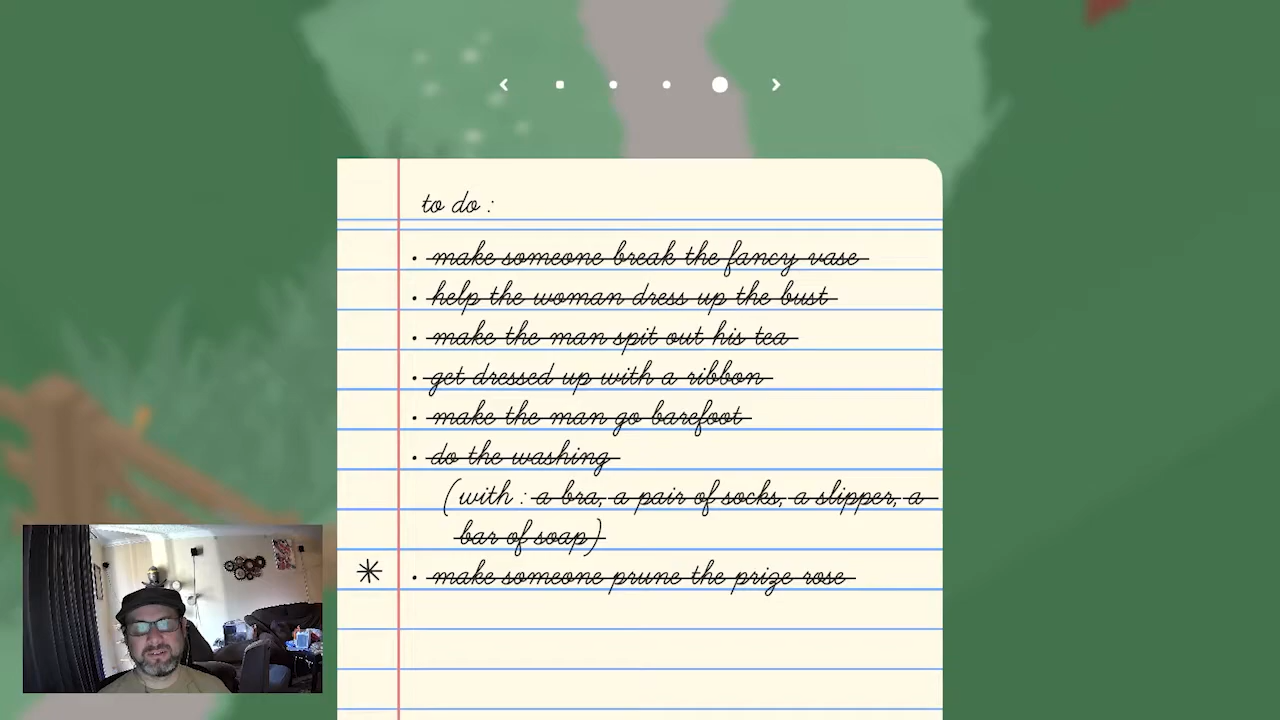 to do :
· make someone break the fancy vase
· help the woman dress up the bust
· make the man spit out his tea
· get dressed up with a ribbon
· make the man go barefoot
· do the washing
(with : a bra, a pair of socks, a slipper, a
bar of soap)
* · make someone prune the prize rose